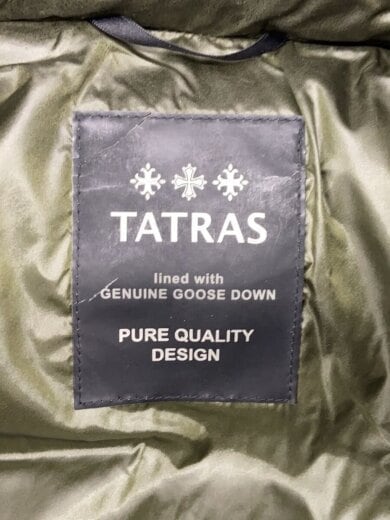 TATRAS
lined with
GENUINE GOOSE DOWN
PURE QUALITY
DESIGN